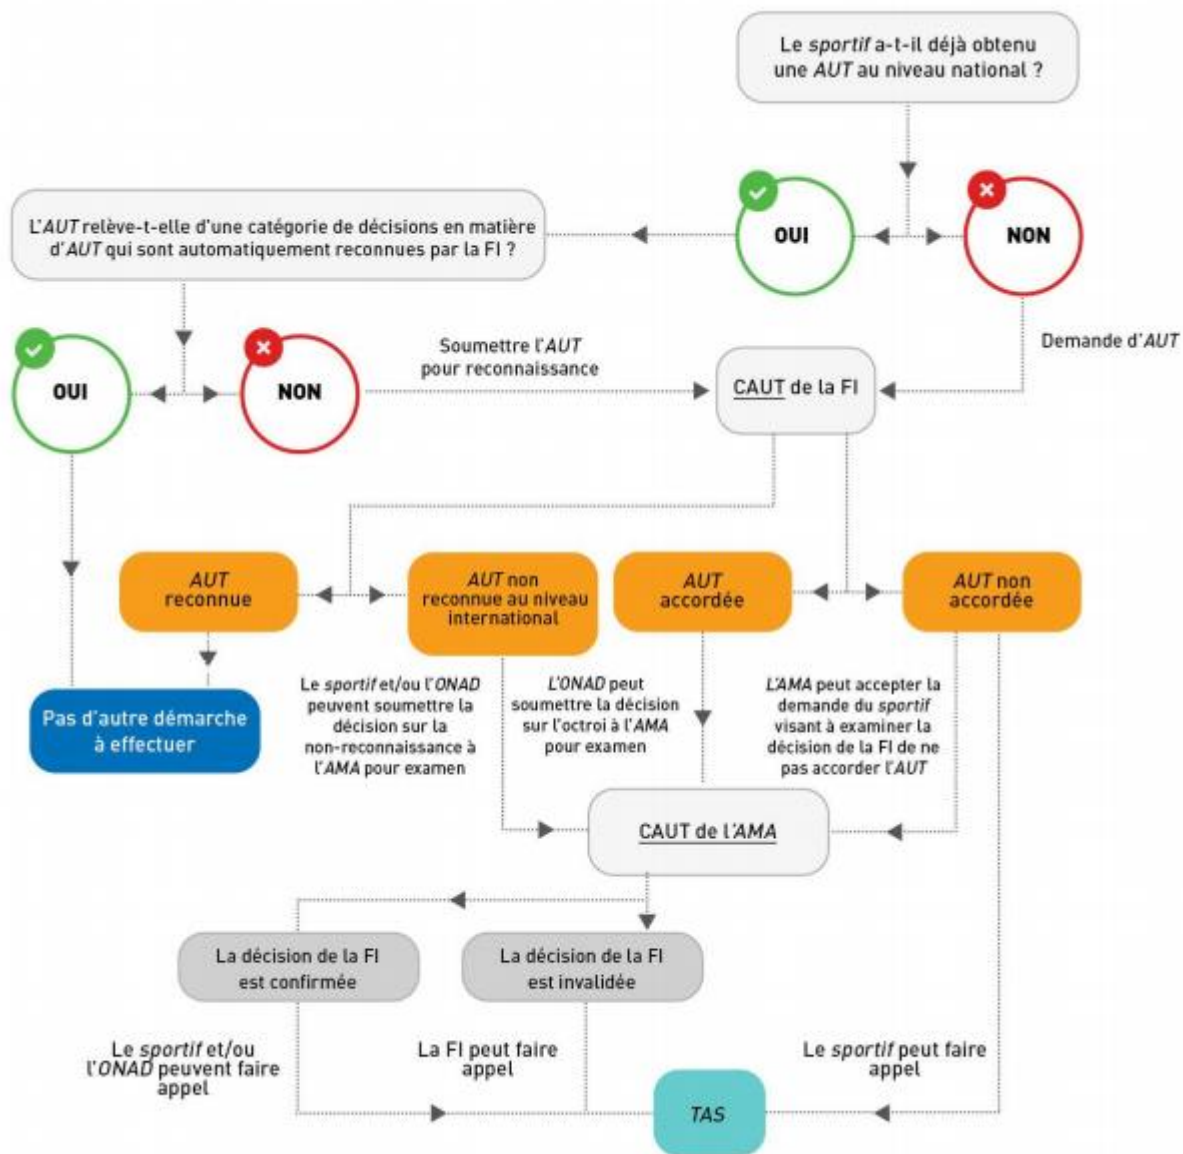 Le sportif a-t-il déjà obtenu
une AUT au niveau national ?
OUI
NON
L'AUT relève-t-elle d'une catégorie de décisions en matière
d'AUT qui sont automatiquement reconnues par la FI ?
OUI
NON
Soumettre l'AUT
pour reconnaissance
Demande d'AUT
CAUT de la FI
AUT
reconnue
AUT non
reconnue au niveau
international
AUT
accordée
AUT non
accordée
Pas d'autre démarche
à effectuer
Le sportif et/ou l'ONAD
peuvent soumettre la
décision sur la
non-reconnaissance à
l'AMA pour examen
L'ONAD peut
soumettre la décision
sur l'octroi à l'AMA
pour examen
L'AMA peut accepter la
demande du sportif
visant à examiner la
décision de la FI de ne
pas accorder l'AUT
CAUT de l'AMA
La décision de la FI
est confirmée
La décision de la FI
est invalidée
Le sportif et/ou
l'ONAD peuvent faire
appel
La FI peut faire
appel
Le sportif peut faire
appel
TAS